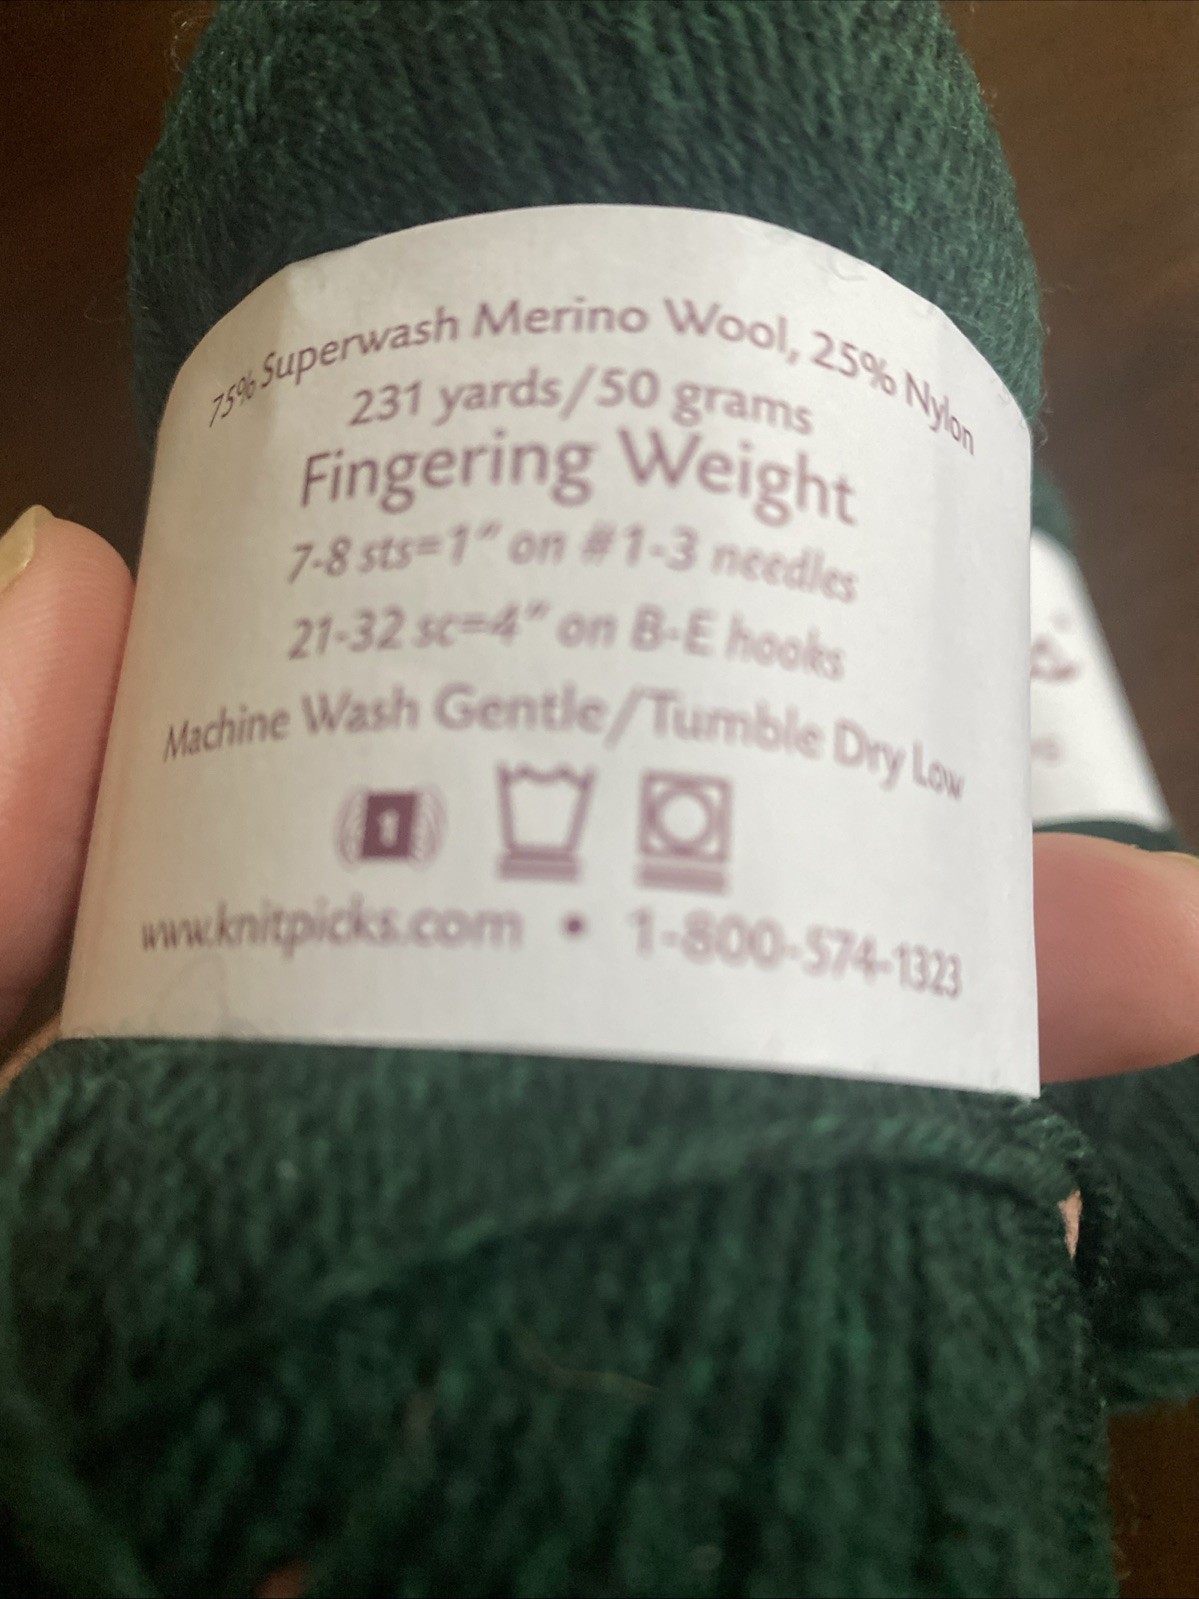 75% Superwash Merino Wool, 25% Nylon
231 yards/50 grams
Fingering Weight
7-8 sts=1" on #1-3 needles
21-32 sc=4" on B-E hooks
Machine Wash Gentle/Tumble Dry Low
1
www.knitpicks.com • 1-800-574-1323